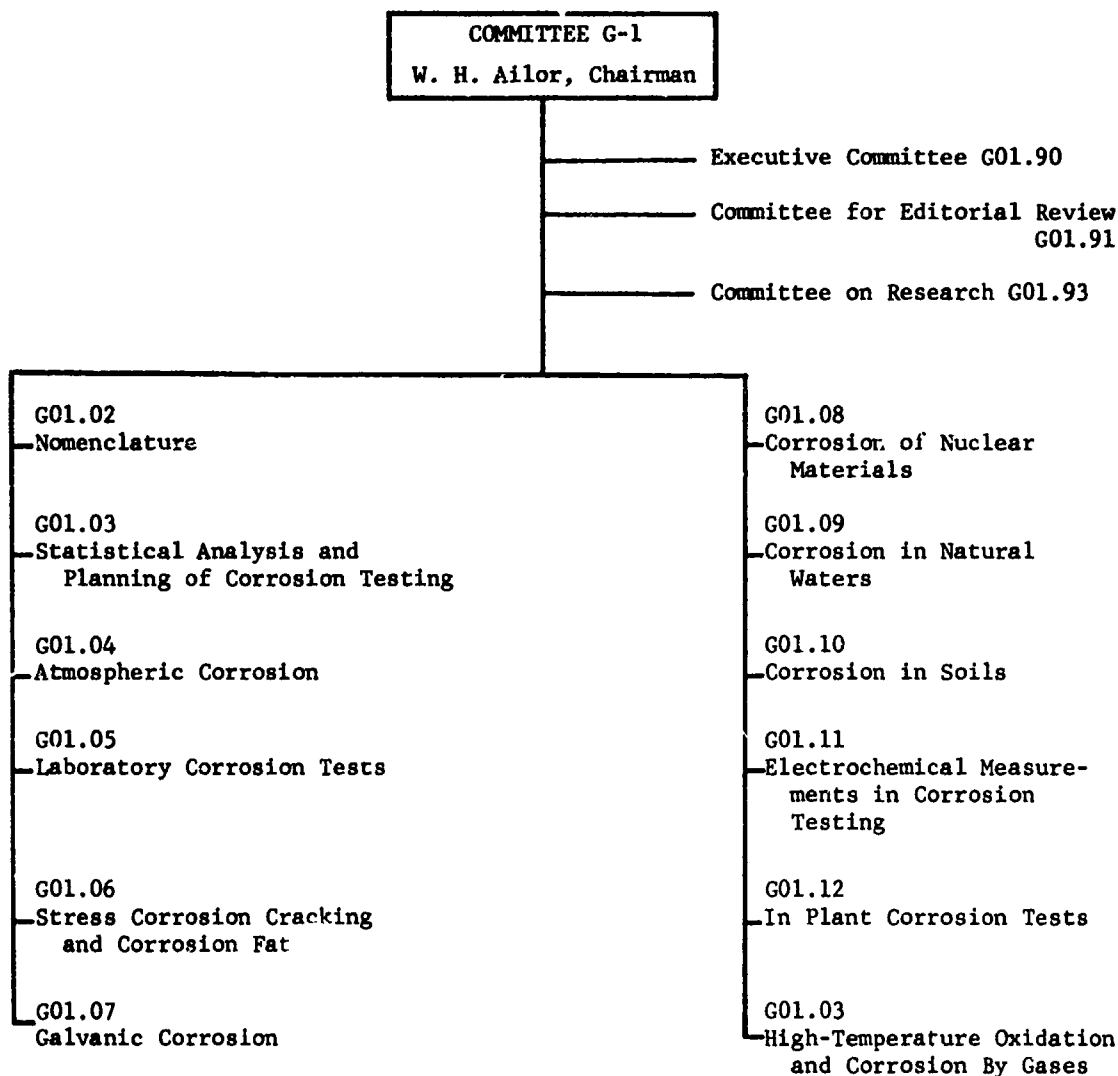 COMMITTEE G-1
W. H. Ailor, Chairman
Executive Committee G01.90
Committee for Editorial Review
G01.91
Committee on Research G01.93
G01.02
Nomenclature
G01.03
Statistical Analysis and
Planning of Corrosion Testing
G01.04
Atmospheric Corrosion
G01.05
Laboratory Corrosion Tests
G01.06
Stress Corrosion Cracking
and Corrosion Fat
G01.07
Galvanic Corrosion
G01.08
Corrosion of Nuclear
Materials
G01.09
Corrosion in Natural
Waters
G01.10
Corrosion in Soils
G01.11
Electrochemical Measure-
ments in Corrosion
Testing
G01.12
In Plant Corrosion Tests
G01.03
High-Temperature Oxidation
and Corrosion By Gases